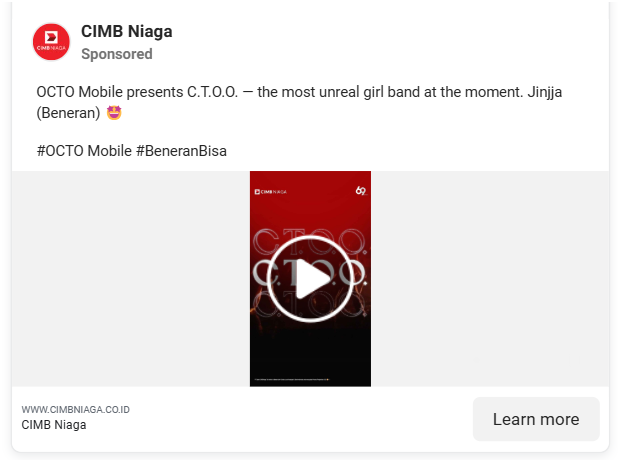 CIMB NIAGA
CIMB Niaga
Sponsored
OCTO Mobile presents C.T.O.O. — the most unreal girl band at the moment. Jinjja
(Beneran) 🤩
#OCTO Mobile #BeneranBisa
CIMB NIAGA
69
C.T.O.O.
C.T.O.O.
C.T.O.O.
WWW.CIMBNIAGA.CO.ID
CIMB Niaga
Learn more